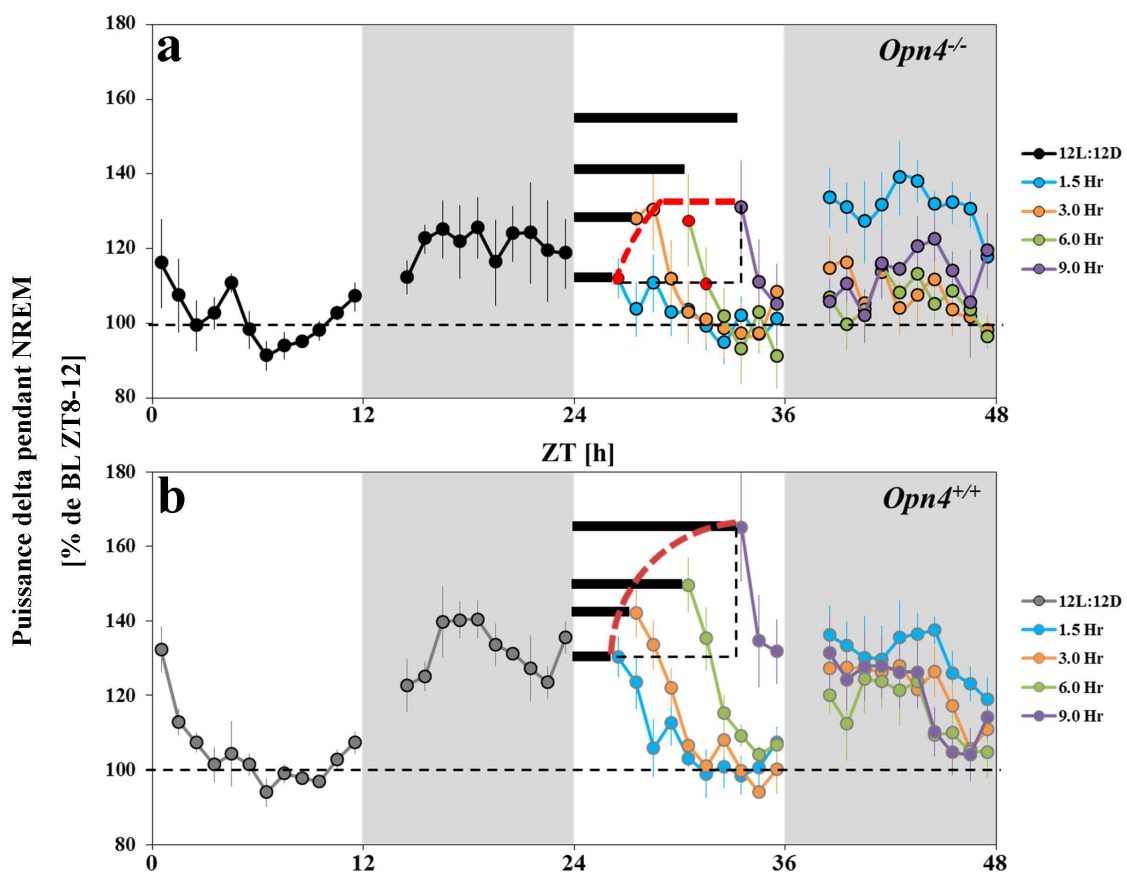 Puissance delta pendant NREM
[% de BL ZT8-12]
a
Opn4-/-
180
160
140
120
100
80
0
12
24
36
48
12L:12D
1.5 Hr
3.0 Hr
6.0 Hr
9.0 Hr
ZT [h]
b
Opn4+/+
180
160
140
120
100
80
0
12
24
36
48
12L:12D
1.5 Hr
3.0 Hr
6.0 Hr
9.0 Hr